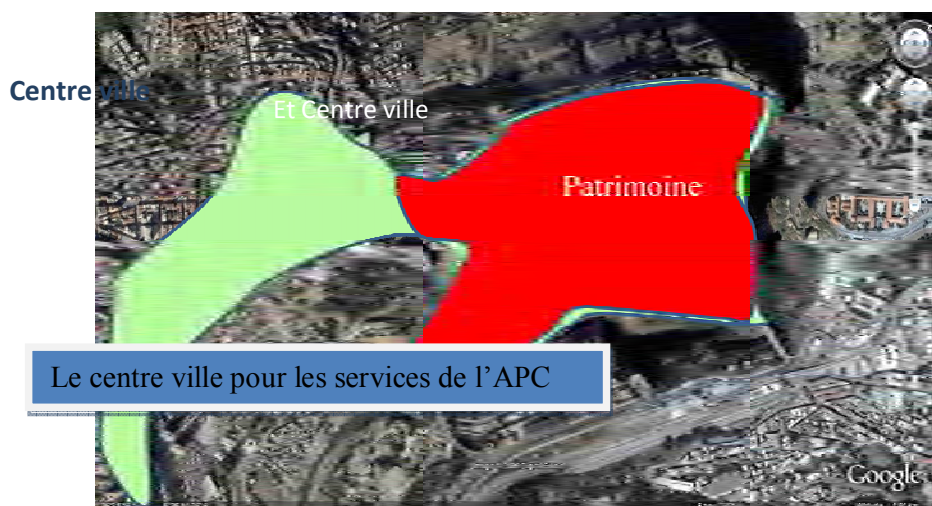 Centre ville
Et Centre ville
Patrimoine
Le centre ville pour les services de l’APC
Google